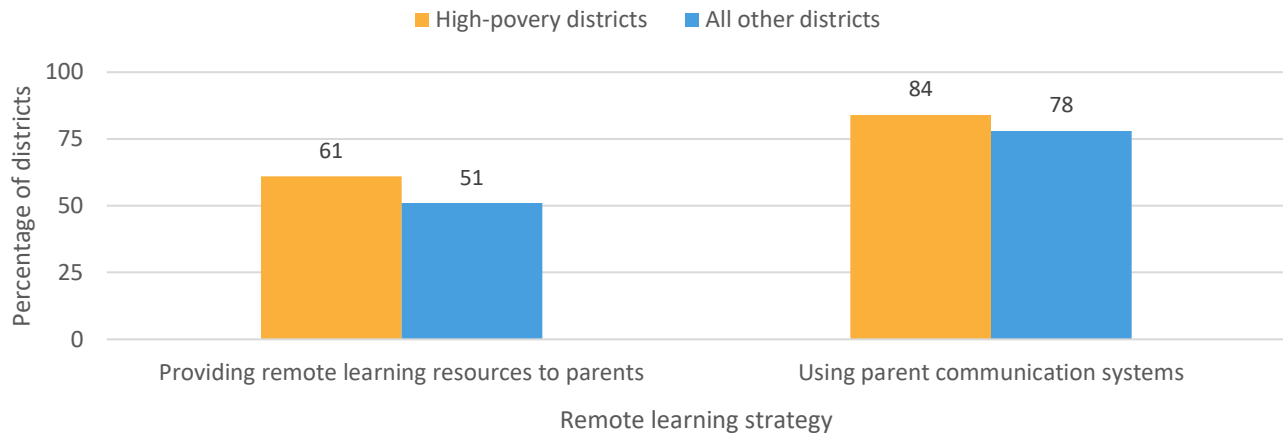 High-povery districts All other districts
Percentage of districts
100
75
50
25
0
61
51
84
78
Providing remote learning resources to parents Using parent communication systems
Remote learning strategy